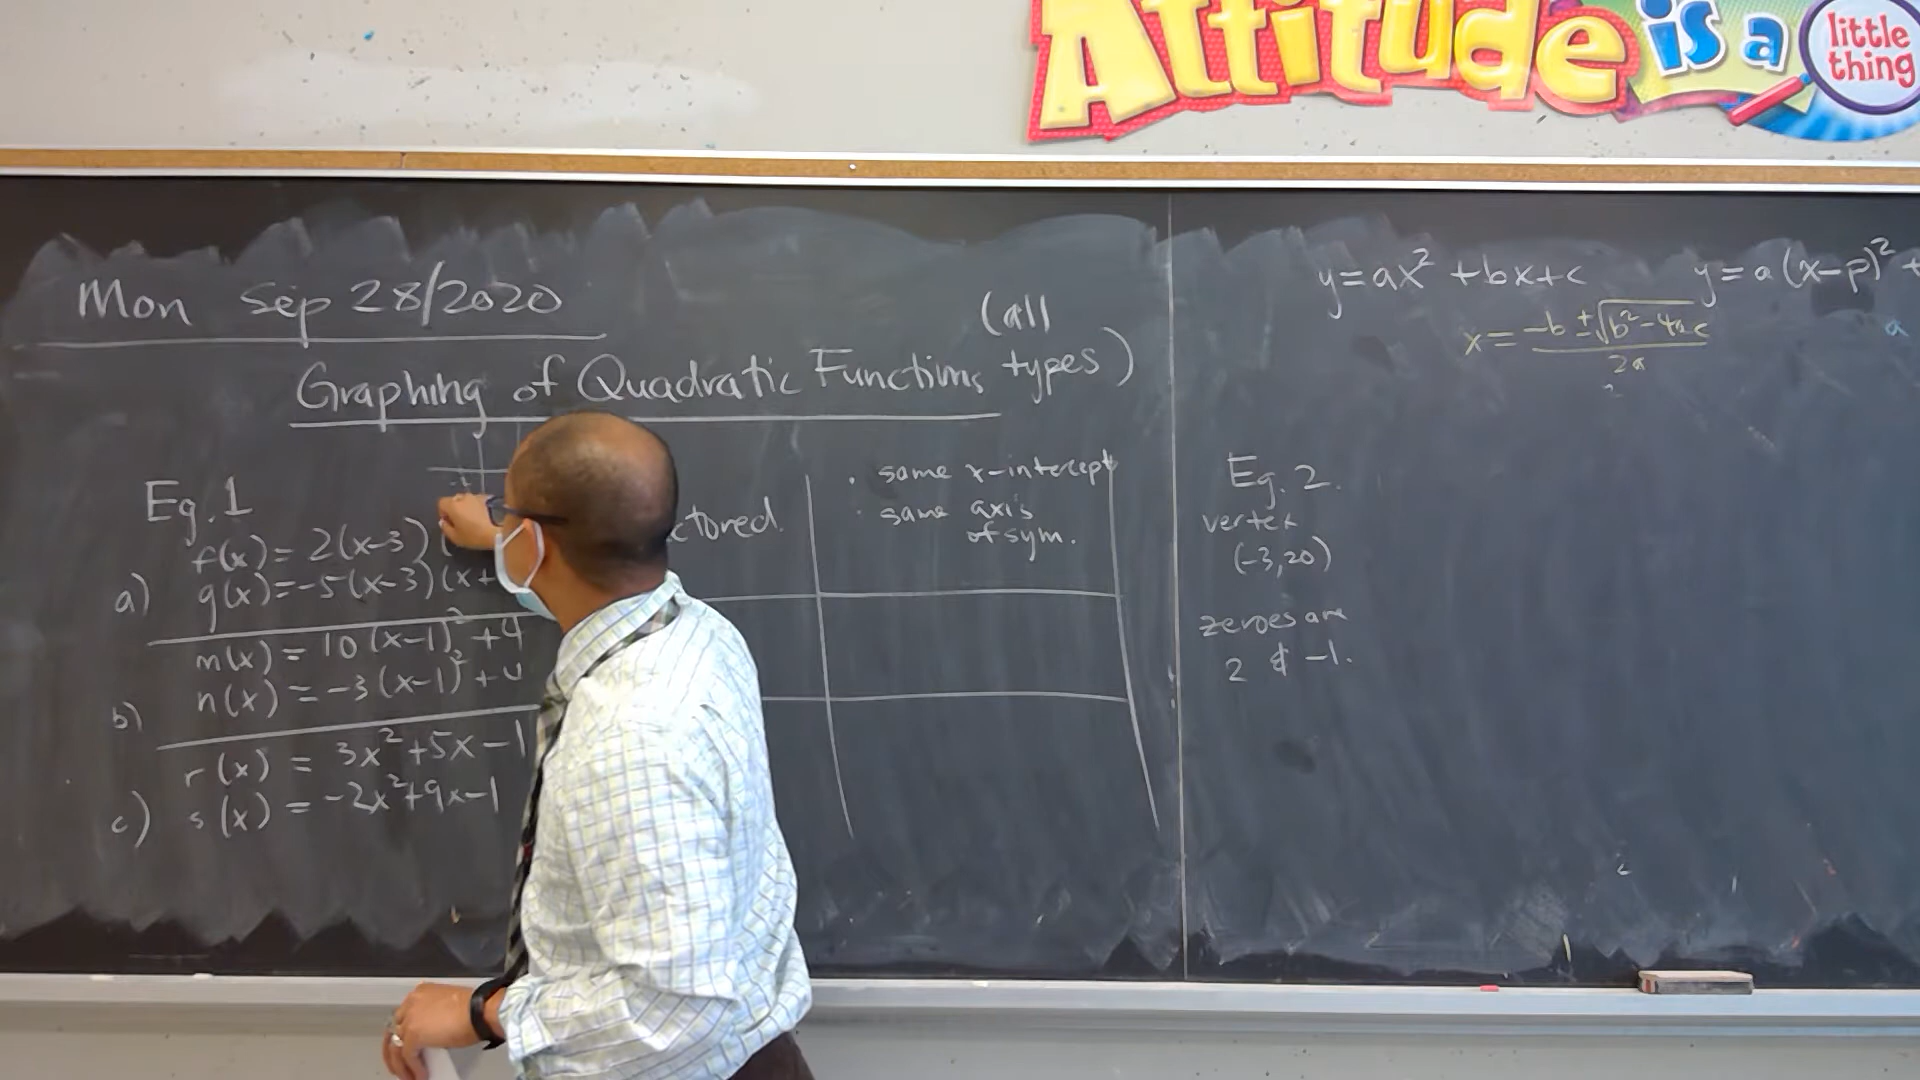 Attitude is a little thing
Mon Sep 28/2020
(all types)
Graphing of Quadratic Functions
Eg. 1
a) f(x) = 2(x-3)(
g(x) = -5(x-3)(x+
ctored.
· same x-intercept
· same axis
of sym.
b) m(x) = 10(x-1)² + 4
n(x) = -3(x-1)² + 4
c) r(x) = 3x² + 5x - 1
s(x) = -2x² + 9x - 1
y = ax² + bx + c
x = -b ± √b² - 4ac / 2a
y = a(x-p)² +
a
Eg. 2.
vertex
(-3, 20)
zeroes are
2 & -1.